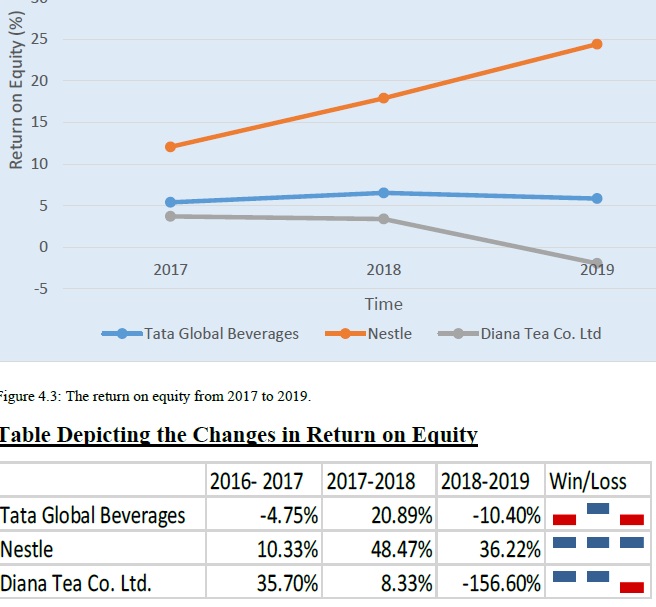 30
25
20
15
10
5
0
-5
Return on Equity (%)
2017 2018 2019
Time
Tata Global Beverages Nestle Diana Tea Co. Ltd
Figure 4.3: The return on equity from 2017 to 2019.
Table Depicting the Changes in Return on Equity
2016- 2017 2017-2018 2018-2019 Win/Loss
Tata Global Beverages -4.75% 20.89% -10.40%
Nestle 10.33% 48.47% 36.22%
Diana Tea Co. Ltd. 35.70% 8.33% -156.60%